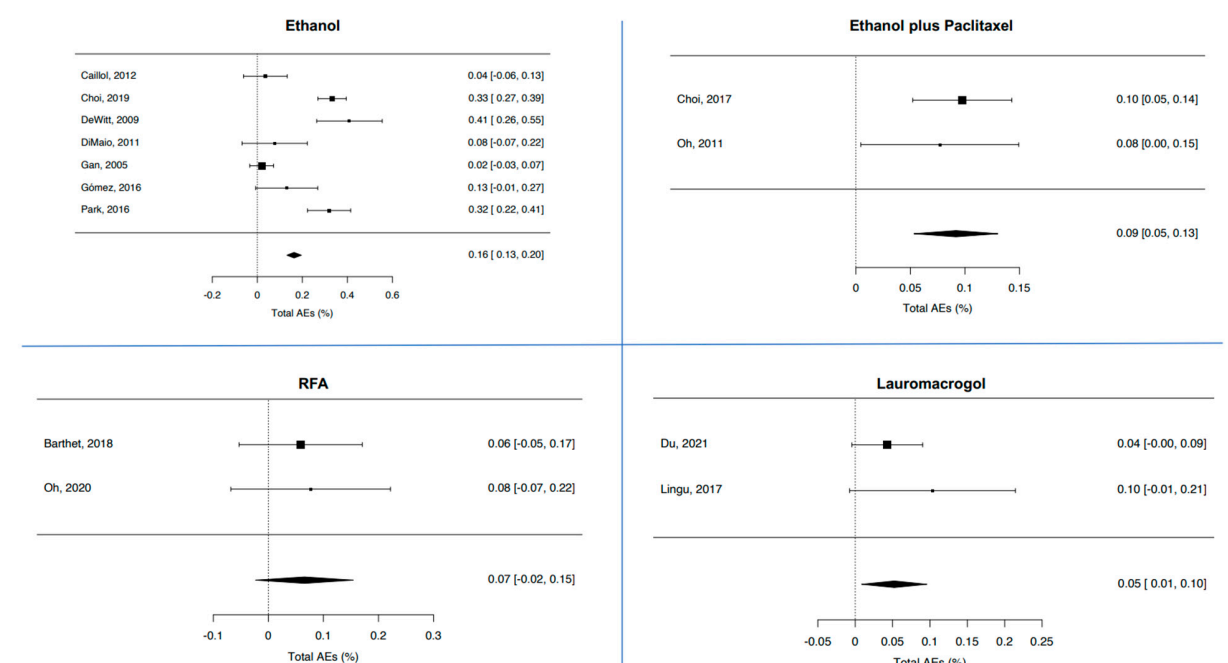 Ethanol
Caillol, 2012 0.04 [-0.06, 0.13]
Choi, 2019 0.33 [ 0.27, 0.39]
DeWitt, 2009 0.41 [ 0.26, 0.55]
DiMaio, 2011 0.08 [-0.07, 0.22]
Gan, 2005 0.02 [-0.03, 0.07]
Gómez, 2016 0.13 [-0.01, 0.27]
Park, 2016 0.32 [ 0.22, 0.41]
0.16 [ 0.13, 0.20]
-0.2 0 0.2 0.4 0.6
Total AEs (%)
Ethanol plus Paclitaxel
Choi, 2017 0.10 [0.05, 0.14]
Oh, 2011 0.08 [0.00, 0.15]
0.09 [0.05, 0.13]
0 0.05 0.1 0.15
Total AEs (%)
RFA
Barthet, 2018 0.06 [-0.05, 0.17]
Oh, 2020 0.08 [-0.07, 0.22]
0.07 [-0.02, 0.15]
-0.1 0 0.1 0.2 0.3
Total AEs (%)
Lauromacrogol
Du, 2021 0.04 [-0.00, 0.09]
Lingu, 2017 0.10 [-0.01, 0.21]
0.05 [ 0.01, 0.10]
-0.05 0 0.05 0.1 0.15 0.2 0.25
Total AEs (%)